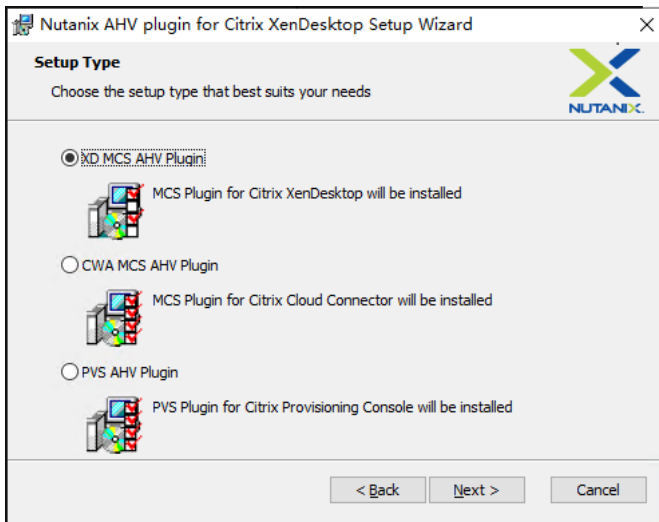 Nutanix AHV plugin for Citrix XenDesktop Setup Wizard
Setup Type
Choose the setup type that best suits your needs
NUTANIX.
XD MCS AHV Plugin
MCS Plugin for Citrix XenDesktop will be installed
CWA MCS AHV Plugin
MCS Plugin for Citrix Cloud Connector will be installed
PVS AHV Plugin
PVS Plugin for Citrix Provisioning Console will be installed
< Back Next > Cancel